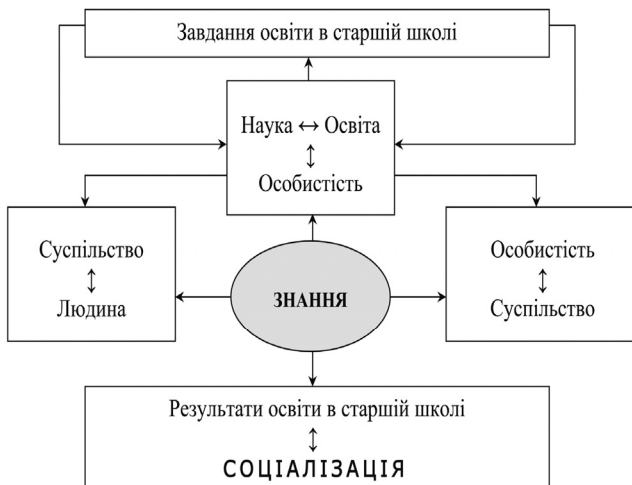 Завдання освіти в старшій школі
Наука ↔ Освіта
↕
Особистість
Суспільство
↕
Людина
ЗНАННЯ
Особистість
↕
Суспільство
Результати освіти в старшій школі
↕
СОЦІАЛІЗАЦІЯ